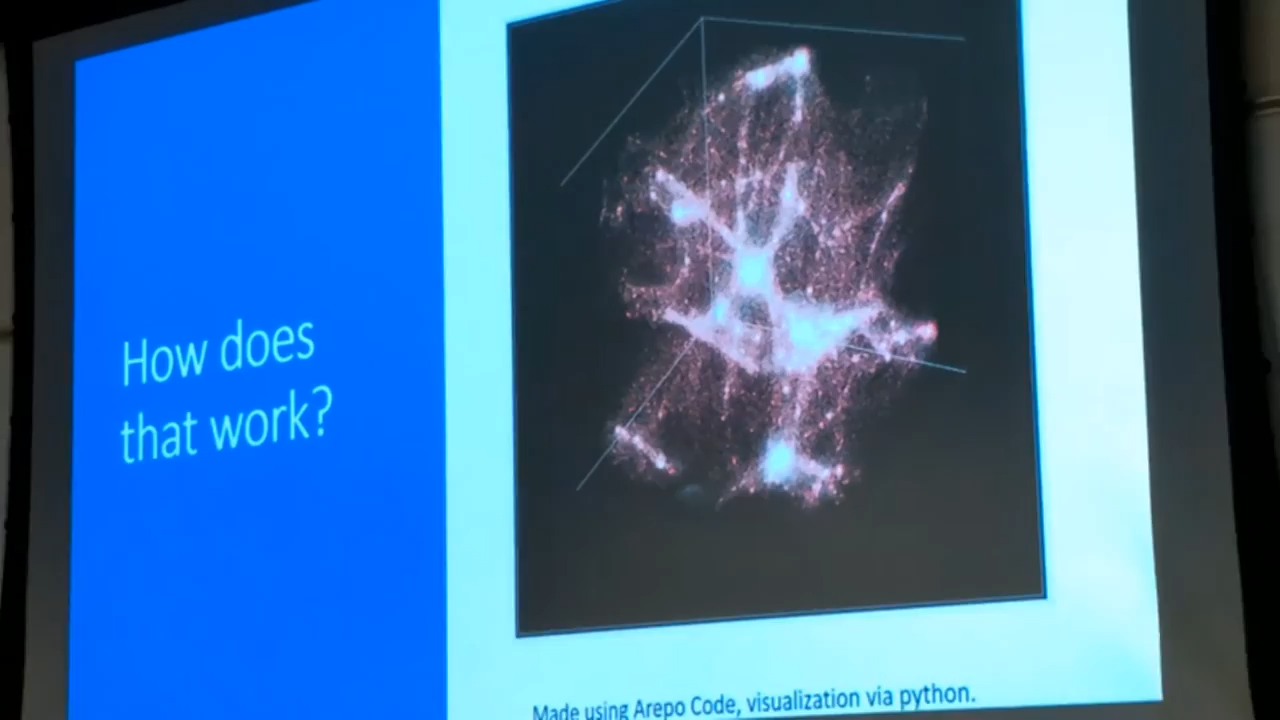 How does
that work?
Made using Arepo Code, visualization via python.